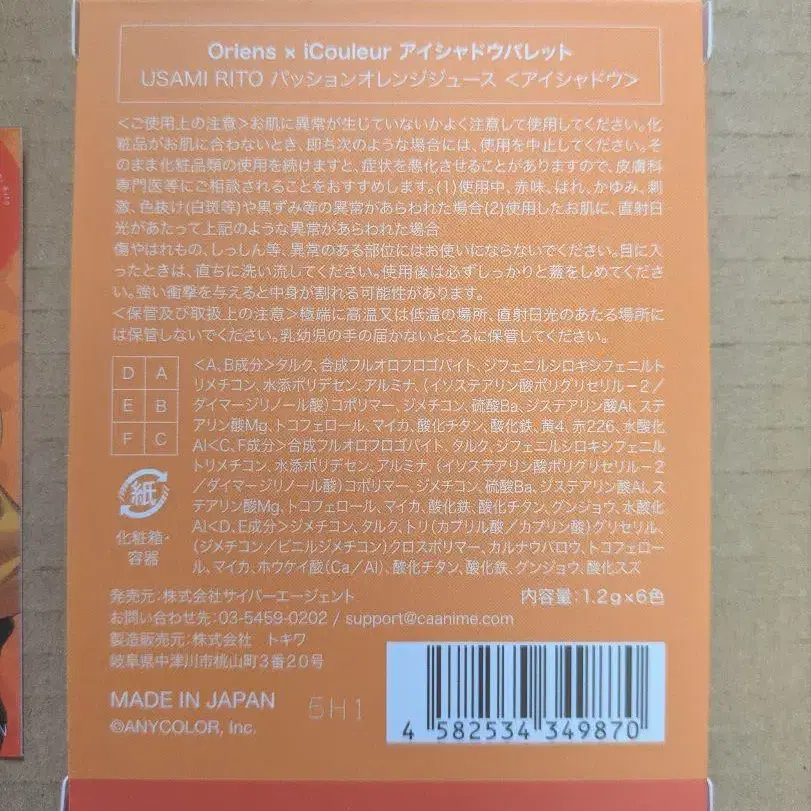 Oriens × iCouleur アイシャドウパレット
USAMI RITO パッションオレンジジュース <アイシャドウ>
<ご使用上の注意>お肌に異常が生じていないかよく注意して使用してください。化
粧品がお肌に合わないとき、即ち次のような場合には、使用を中止してください。そ
のまま化粧品類の使用を続けますと、症状を悪化させることがありますので、皮膚科
専門医等にご相談されることをおすすめします。(1)使用中、赤味、はれ、かゆみ、刺
激、色抜け(白斑等)や黒ずみ等の異常があらわれた場合(2)使用したお肌に、直射日
光があたって上記のような異常があらわれた場合
傷やはれもの、しっしん等、異常のある部位にはお使いにならないでください。目に入
ったときは、直ちに洗い流してください。使用後は必ずしっかりと蓋をしめてくださ
い。強い衝撃を与えると中身が割れる可能性があります。
<保管及び取扱上の注意>極端に高温又は低温の場所、直射日光のあたる場所に
は保管しないでください。乳幼児の手の届かないところに保管してください。
D A
E B
F C
<A、B成分>タルク、合成フルオロフロゴパイト、ジフェニルシロキシフェニルト
リメチコン、水添ポリデセン、アルミナ、(イソステアリン酸ポリグリセリル-2/
ダイマージリノール酸)コポリマー、ジメチコン、硫酸Ba、ジステアリン酸Al、ステ
アリン酸Mg、トコフェロール、マイカ、酸化チタン、酸化鉄、黄4、赤226、水酸化
Al<C、F成分>合成フルオロフロゴパイト、タルク、ジフェニルシロキシフェニル
トリメチコン、水添ポリデセン、アルミナ、(イソステアリン酸ポリグリセリル-2
/ダイマージリノール酸)コポリマー、ジメチコン、硫酸Ba、ジステアリン酸Al、ス
テアリン酸Mg、トコフェロール、マイカ、酸化鉄、酸化チタン、グンジョウ、水酸化
Al<D、E成分>ジメチコン、タルク、トリ(カプリル酸/カプリン酸)グリセリル、
(ジメチコン/ビニルジメチコン)クロスポリマー、カルナウバロウ、トコフェロー
ル、マイカ、ホウケイ酸(Ca/Al)、酸化チタン、酸化鉄、グンジョウ、酸化スズ
紙
化粧箱・
容器
発売元:株式会社サイバーエージェント
内容量:1.2g×6色
お問い合わせ先:03-5459-0202 / support@caanime.com
製造販売元:株式会社 トキワ
岐阜県中津川市桃山町3番20号
MADE IN JAPAN
5H1
©ANYCOLOR, Inc.
4 582534 349870